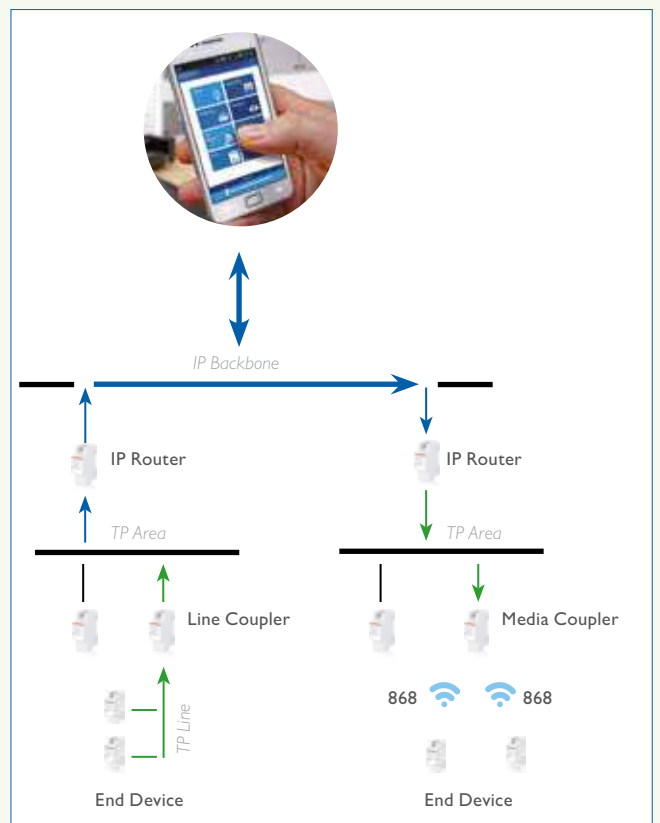 IP Backbone
IP Router
IP Router
TP Area
TP Area
Line Coupler
Media Coupler
868
868
TP Line
End Device
End Device